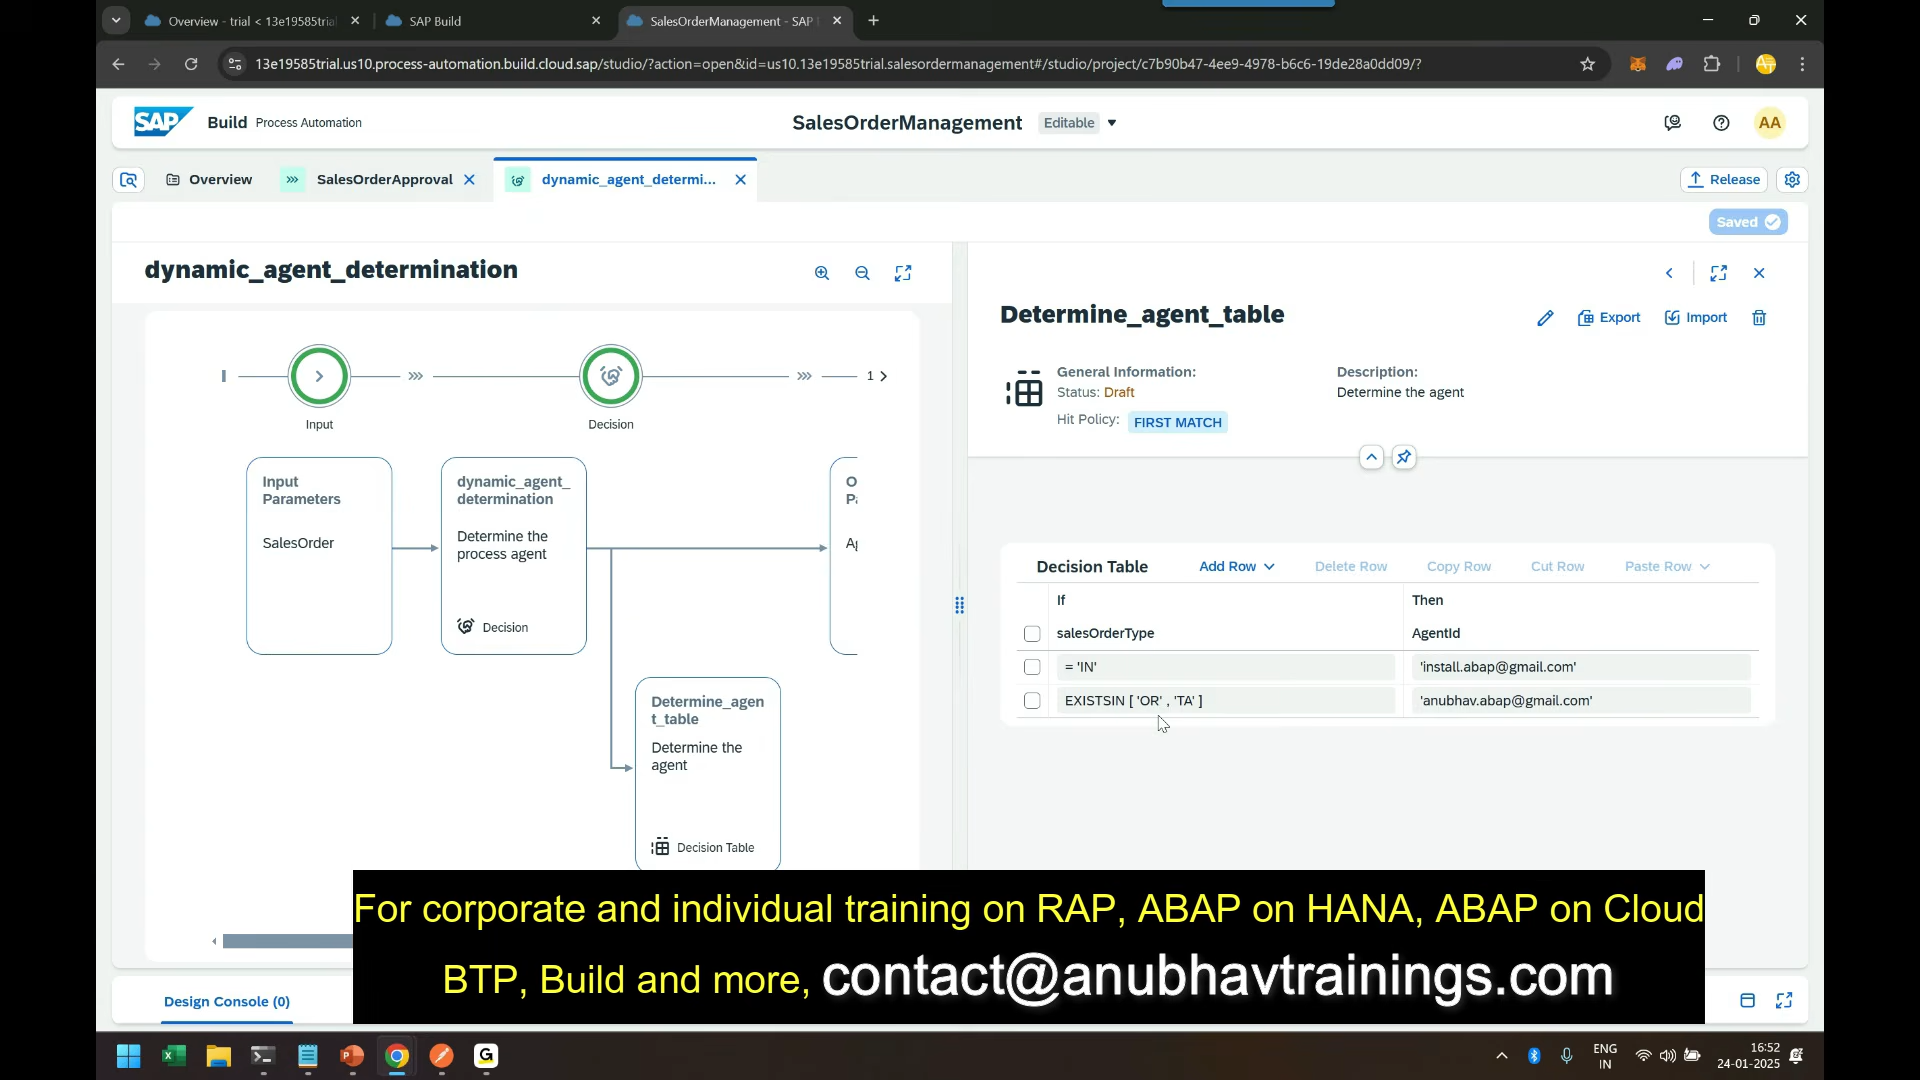 Overview - trial < 13e19585trial
SAP Build
SalesOrderManagement - SAP
13e19585trial.us10.process-automation.build.cloud.sap/studio/?action=open&id=us10.13e19585trial.salesordermanagement#/studio/project/c7b90b47-4ee9-4978-b6c6-19de28a0dd09/?
SAP Build Process Automation
SalesOrderManagement Editable
AA
Overview
SalesOrderApproval
dynamic_agent_determi...
Release
Saved
dynamic_agent_determination
1
Input
Decision
Input
Parameters
SalesOrder
dynamic_agent_
determination
Determine the
process agent
Decision
Determine_agen
t_table
Determine the
agent
Decision Table
Determine_agent_table
Export
Import
General Information:
Status: Draft
Hit Policy: FIRST MATCH
Description:
Determine the agent
Decision Table Add Row Delete Row Copy Row Cut Row Paste Row
If Then
salesOrderType AgentId
= 'IN' 'install.abap@gmail.com'
EXISTSIN [ 'OR' , 'TA' ] 'anubhav.abap@gmail.com'
For corporate and individual training on RAP, ABAP on HANA, ABAP on Cloud
BTP, Build and more, contact@anubhavtrainings.com
Design Console (0)
ENG
IN
16:52
24-01-2025